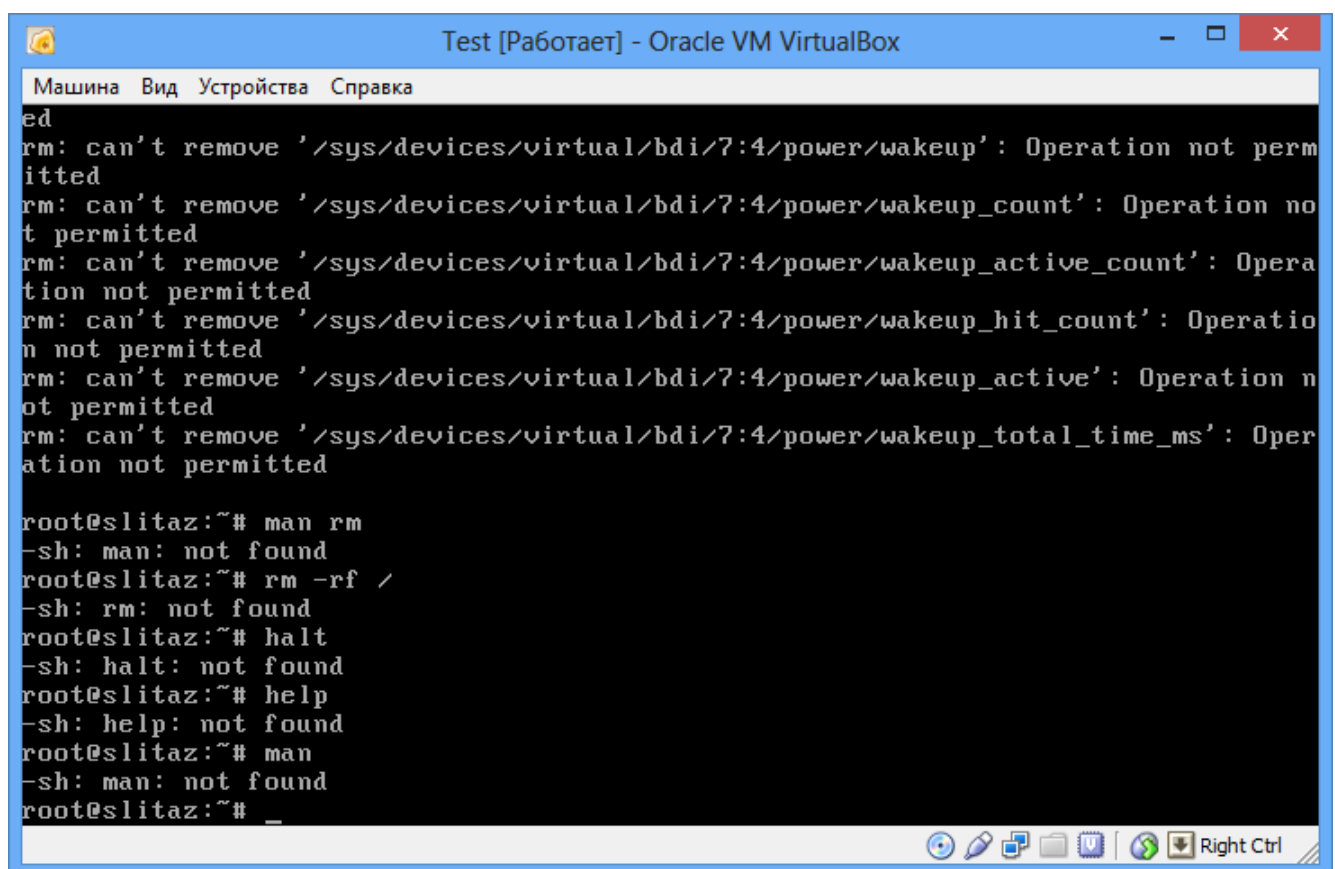 Test [Работает] - Oracle VM VirtualBox
Машина Вид Устройства Справка
ed
rm: can't remove '/sys/devices/virtual/bdi/7:4/power/wakeup': Operation not perm
itted
rm: can't remove '/sys/devices/virtual/bdi/7:4/power/wakeup_count': Operation no
t permitted
rm: can't remove '/sys/devices/virtual/bdi/7:4/power/wakeup_active_count': Opera
tion not permitted
rm: can't remove '/sys/devices/virtual/bdi/7:4/power/wakeup_hit_count': Operatio
n not permitted
rm: can't remove '/sys/devices/virtual/bdi/7:4/power/wakeup_active': Operation n
ot permitted
rm: can't remove '/sys/devices/virtual/bdi/7:4/power/wakeup_total_time_ms': Oper
ation not permitted
root@slitaz:~# man rm
-sh: man: not found
root@slitaz:~# rm -rf /
-sh: rm: not found
root@slitaz:~# halt
-sh: halt: not found
root@slitaz:~# help
-sh: help: not found
root@slitaz:~# man
-sh: man: not found
root@slitaz:~# _
Right Ctrl